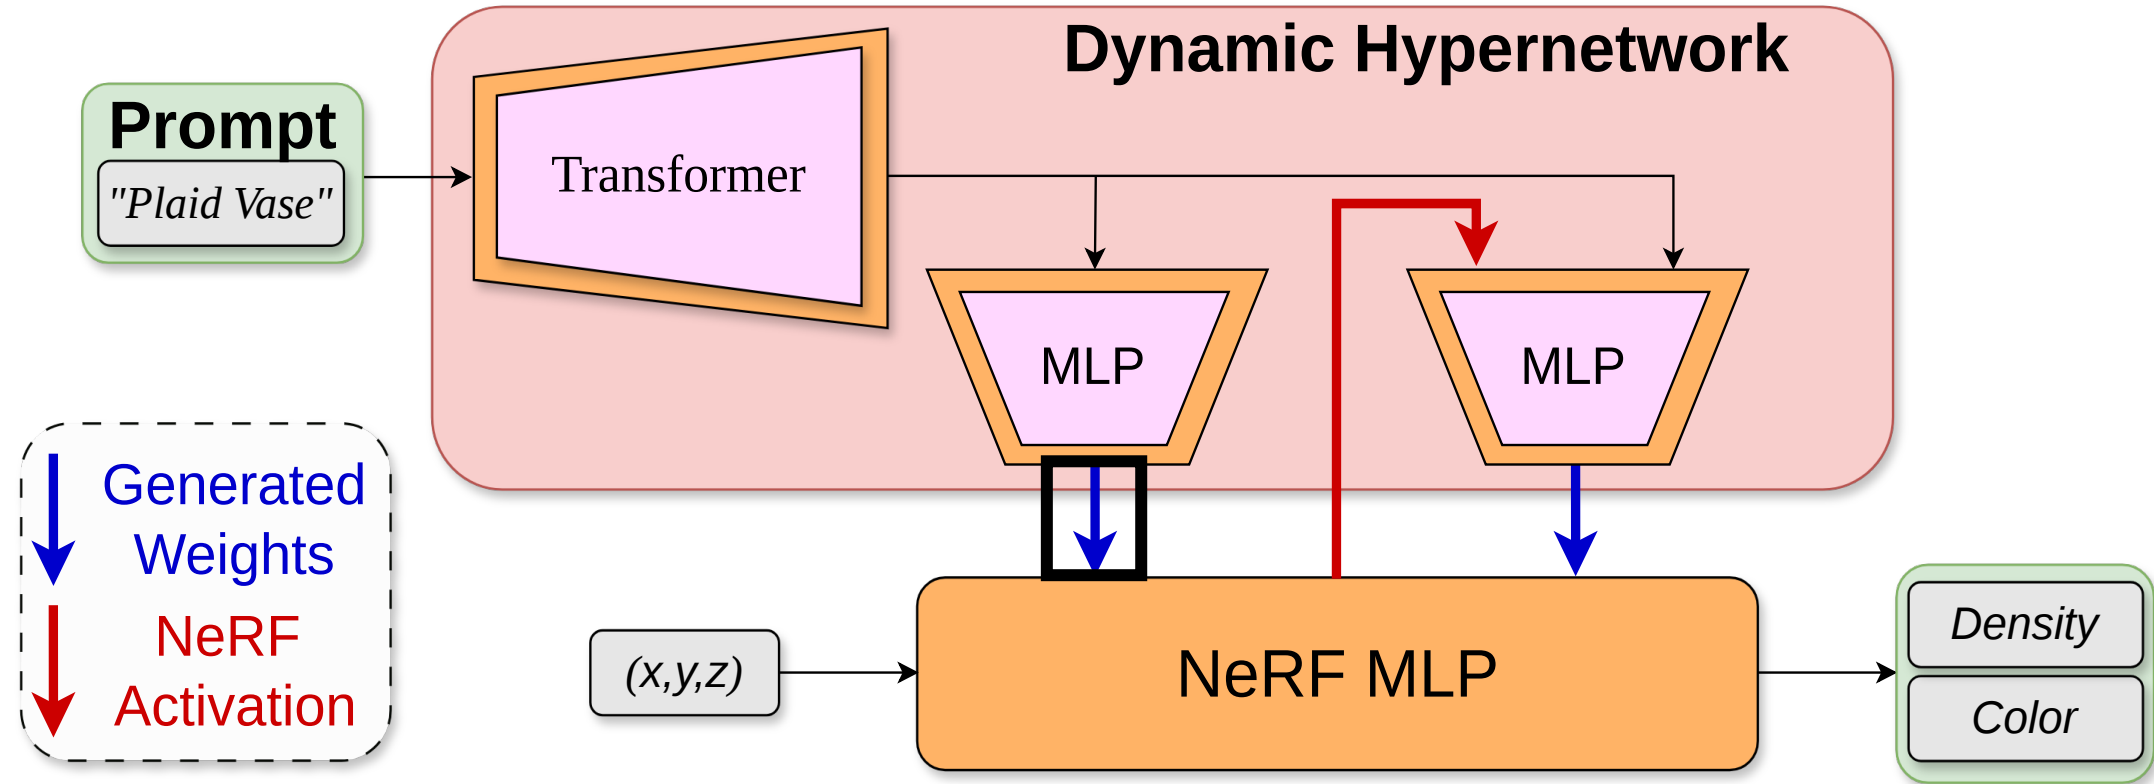 Dynamic Hypernetwork
Prompt
"Plaid Vase"
Transformer
MLP
MLP
Generated
Weights
NeRF
Activation
(x,y,z)
NeRF MLP
Density
Color